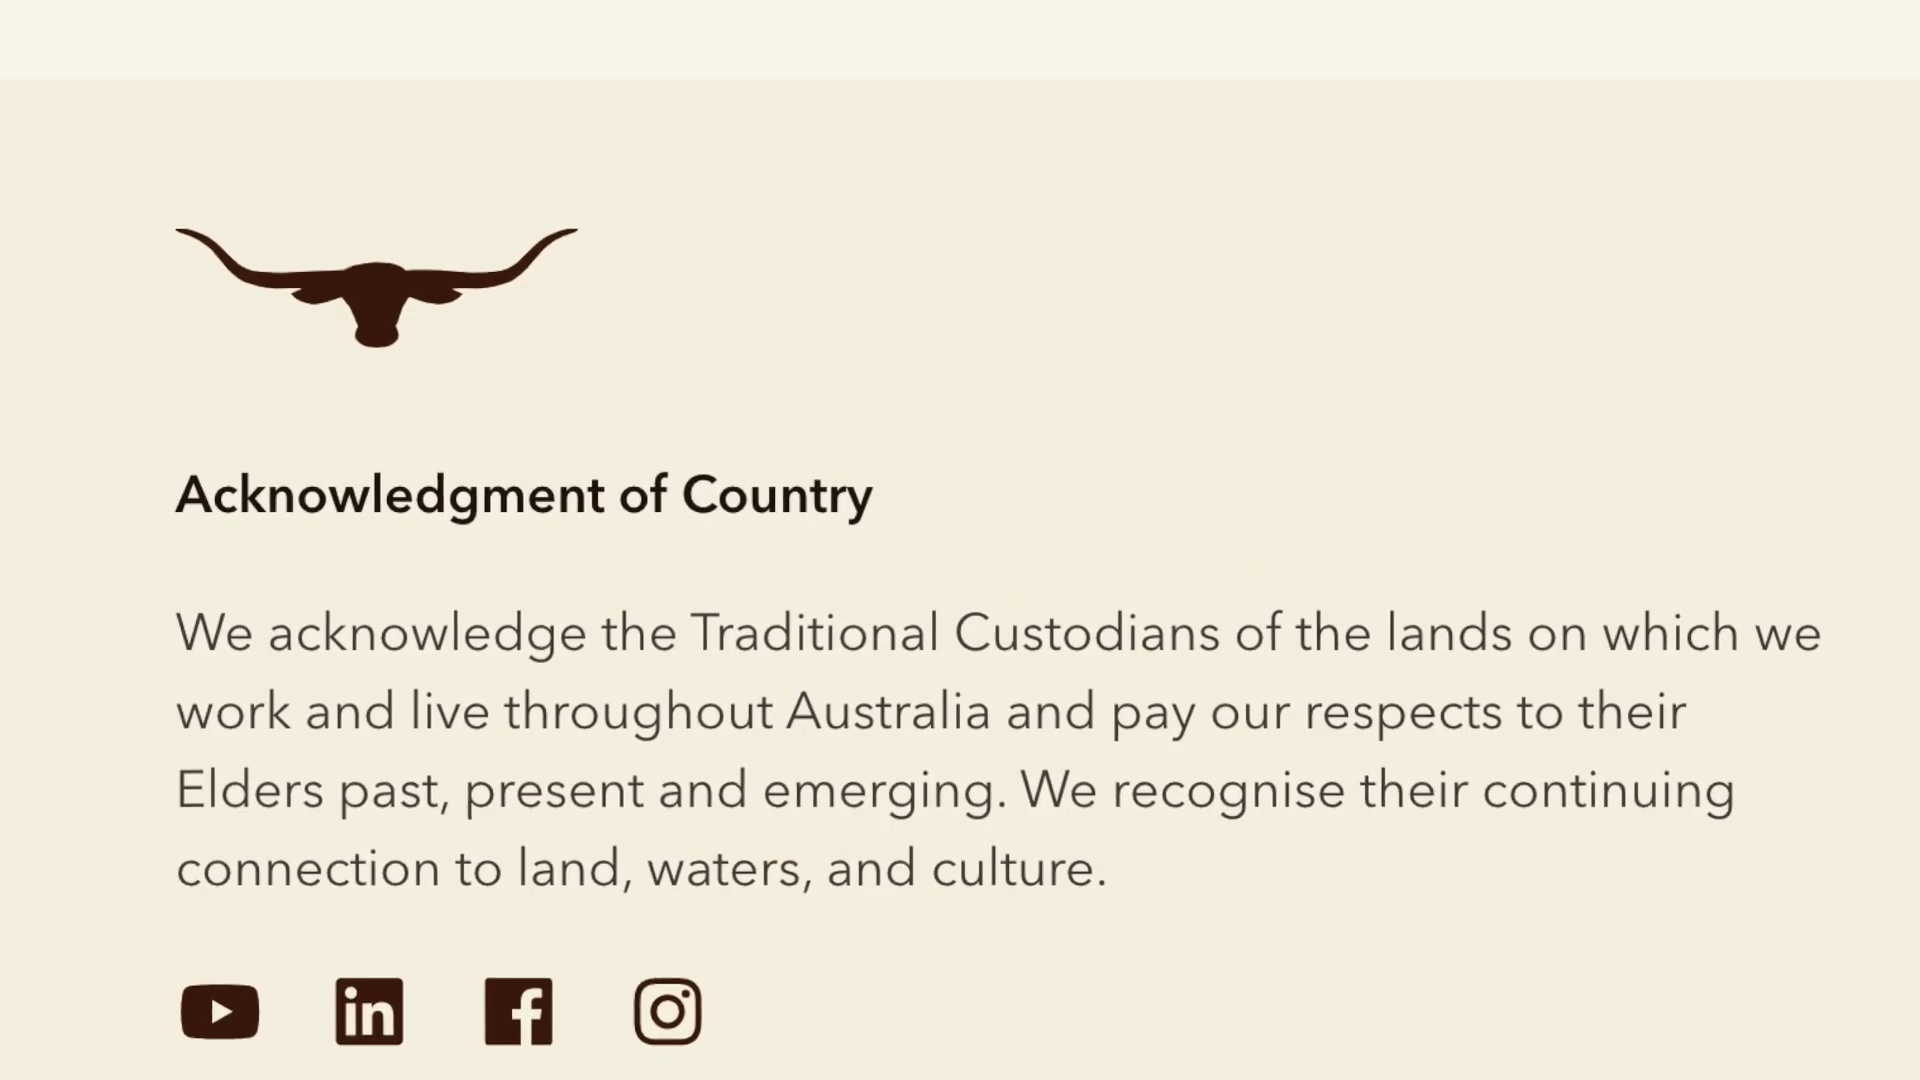 Acknowledgment of Country
We acknowledge the Traditional Custodians of the lands on which we
work and live throughout Australia and pay our respects to their
Elders past, present and emerging. We recognise their continuing
connection to land, waters, and culture.
in